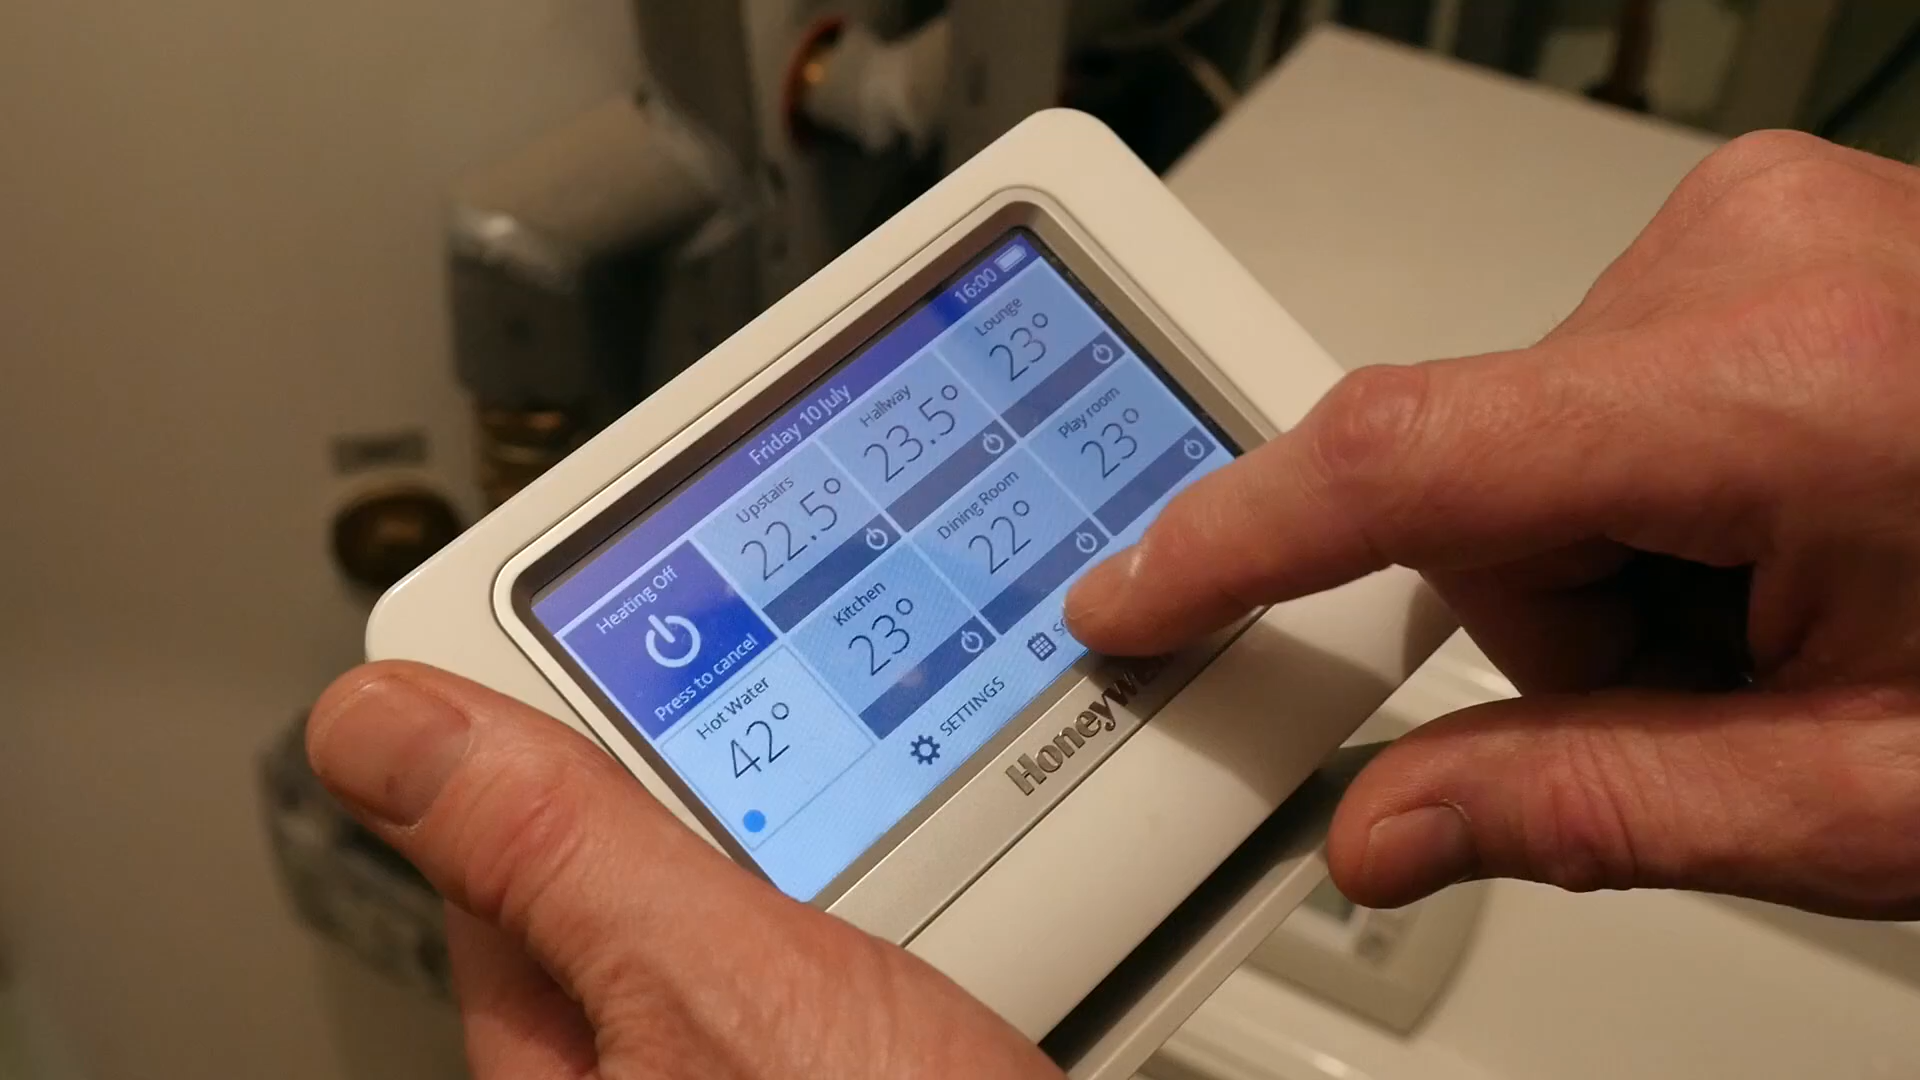 Friday 10 July
16:00
Heating Off
Press to cancel
Upstairs
22.5°
Hallway
23.5°
Lounge
23°
Hot Water
42°
Kitchen
23°
Dining Room
22°
Play room
23°
SETTINGS
Honeywell